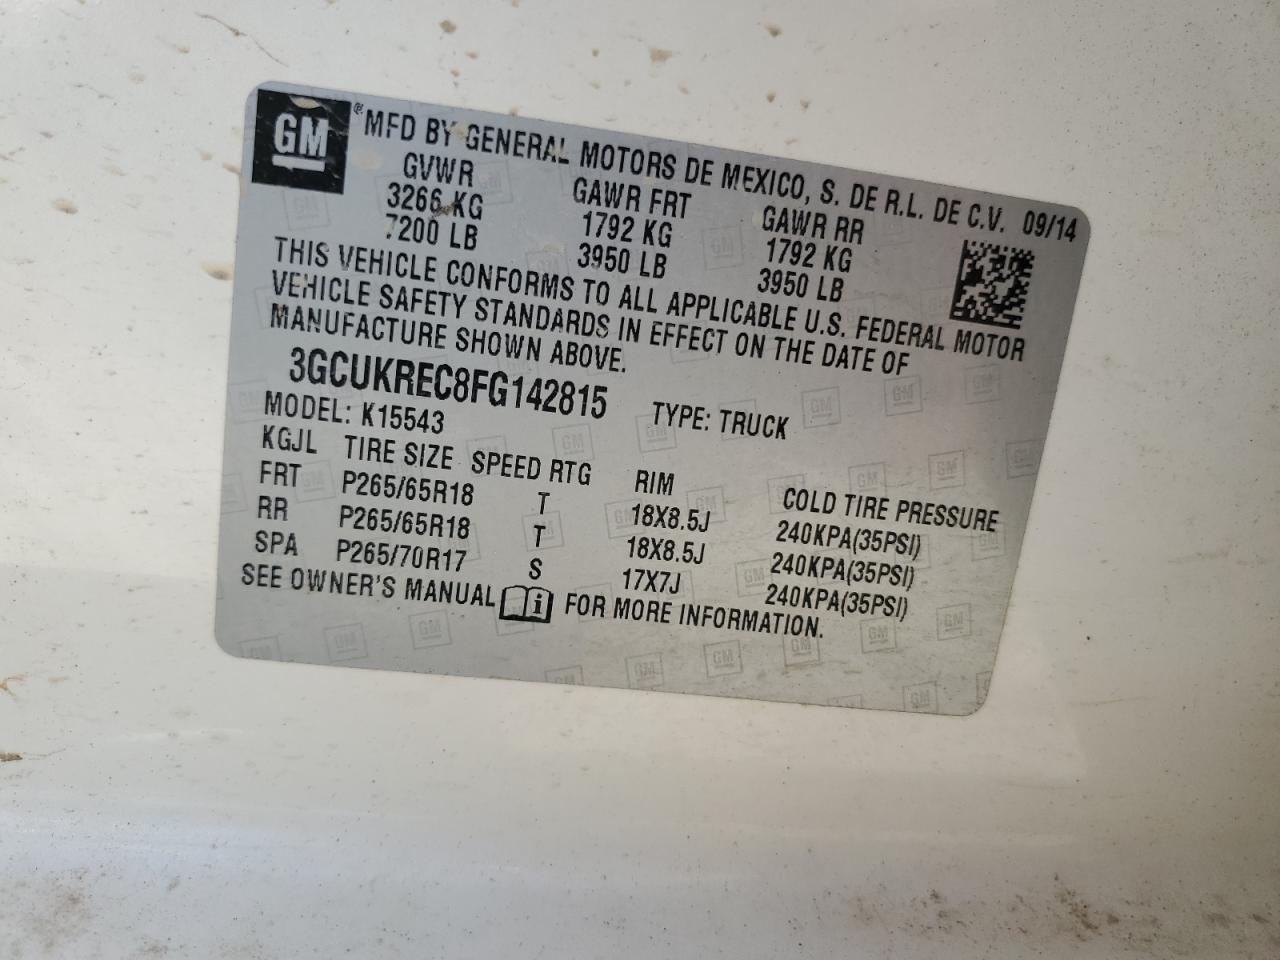 GM
® MFD BY GENERAL MOTORS DE MEXICO, S. DE R.L. DE C.V. 09/14
GVWR GAWR FRT GAWR RR
3266 KG 1792 KG 1792 KG
7200 LB 3950 LB 3950 LB
THIS VEHICLE CONFORMS TO ALL APPLICABLE U.S. FEDERAL MOTOR
VEHICLE SAFETY STANDARDS IN EFFECT ON THE DATE OF
MANUFACTURE SHOWN ABOVE.
3GCUKREC8FG142815 TYPE: TRUCK
MODEL: K15543
KGJL TIRE SIZE SPEED RTG RIM COLD TIRE PRESSURE
FRT P265/65R18 T 18X8.5J 240KPA(35PSI)
RR P265/65R18 T 18X8.5J 240KPA(35PSI)
SPA P265/70R17 S 17X7J 240KPA(35PSI)
SEE OWNER'S MANUAL i FOR MORE INFORMATION.